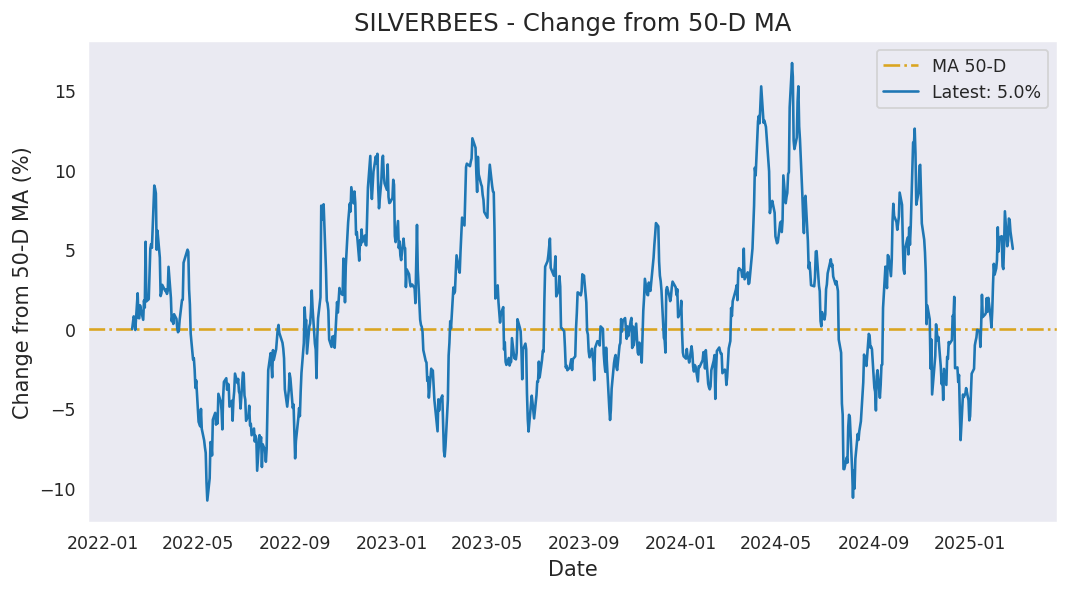 SILVERBEES - Change from 50-D MA
MA 50-D
Latest: 5.0%
Change from 50-D MA (%)
15
10
5
0
−5
−10
2022-01 2022-05 2022-09 2023-01 2023-05 2023-09 2024-01 2024-05 2024-09 2025-01
Date